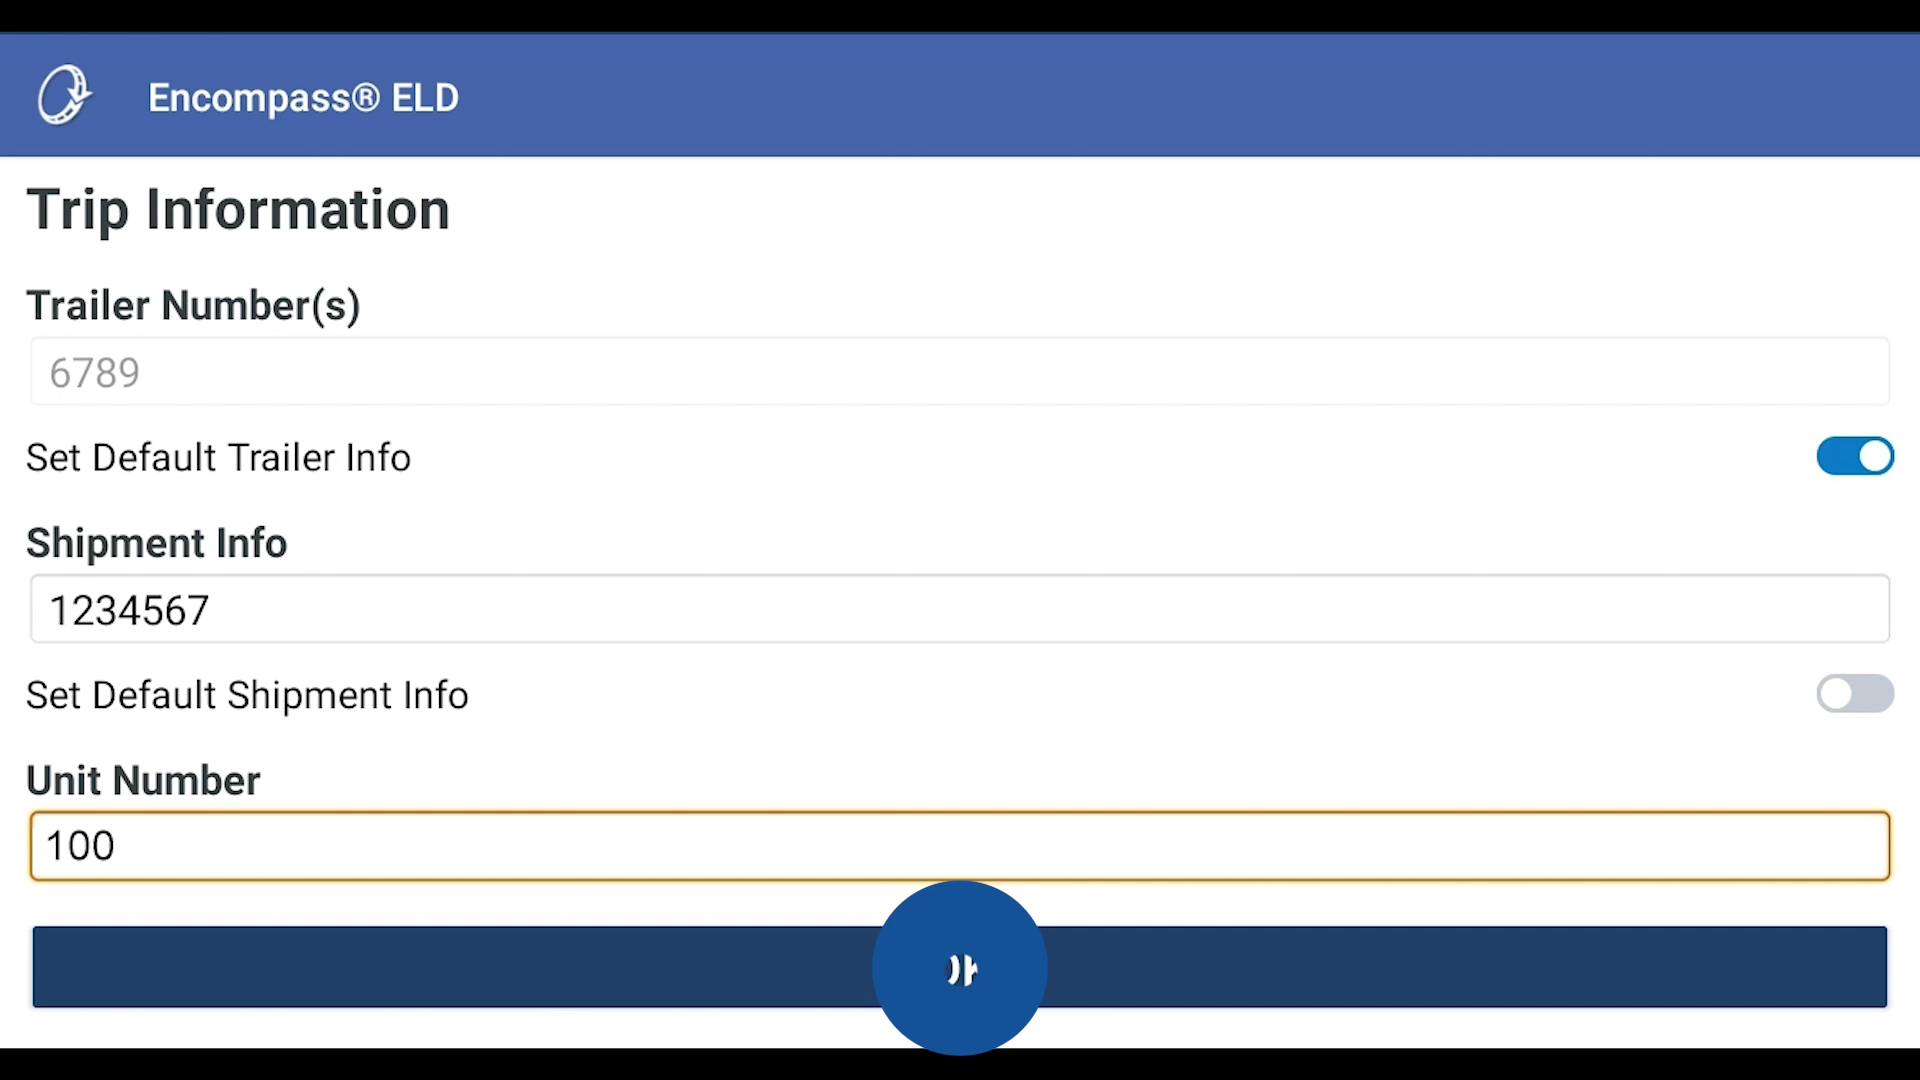 Encompass® ELD
Trip Information
Trailer Number(s)
6789
Set Default Trailer Info
Shipment Info
1234567
Set Default Shipment Info
Unit Number
100